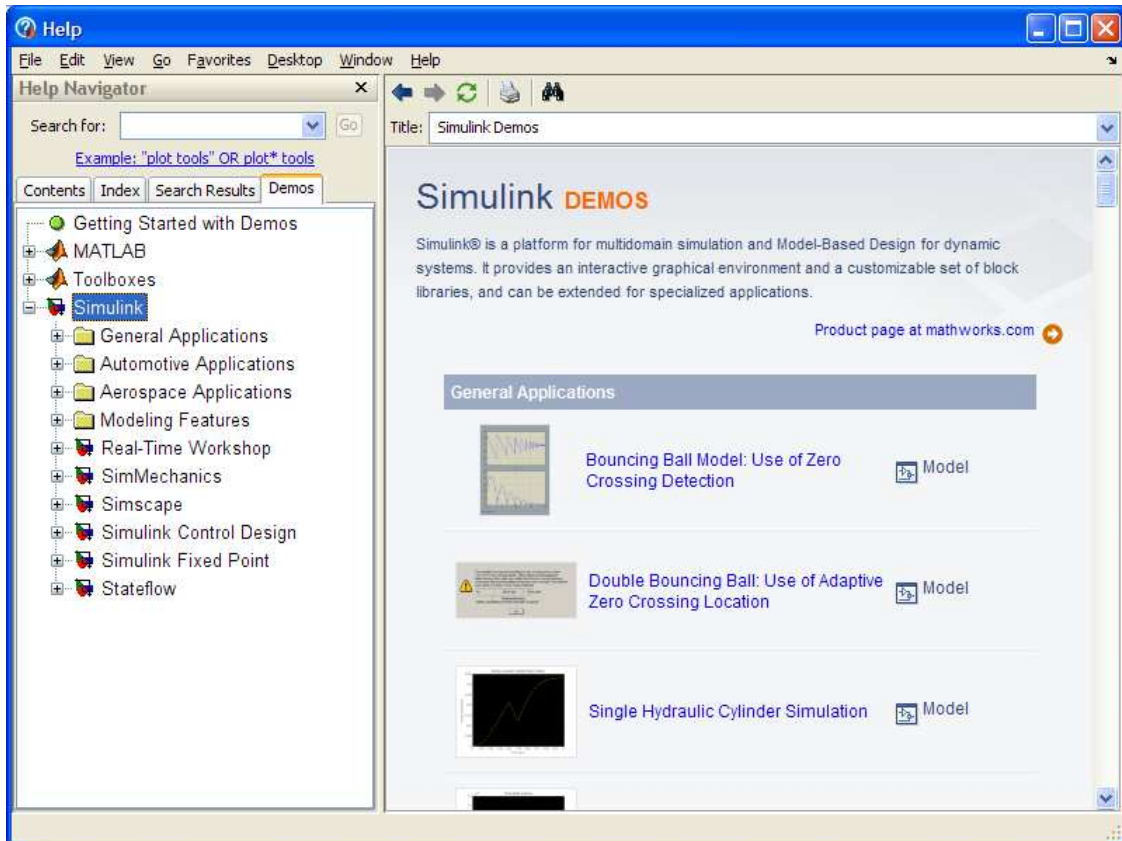 Help
File Edit View Go Favorites Desktop Window Help
Help Navigator
Search for:
Go
Example: "plot tools" OR plot* tools
Contents Index Search Results Demos
Getting Started with Demos
MATLAB
Toolboxes
Simulink
General Applications
Automotive Applications
Aerospace Applications
Modeling Features
Real-Time Workshop
SimMechanics
Simscape
Simulink Control Design
Simulink Fixed Point
Stateflow
Title: Simulink Demos
Simulink DEMOS
Simulink® is a platform for multidomain simulation and Model-Based Design for dynamic
systems. It provides an interactive graphical environment and a customizable set of block
libraries, and can be extended for specialized applications.
Product page at mathworks.com
General Applications
Bouncing Ball Model: Use of Zero
Crossing Detection
Model
Double Bouncing Ball: Use of Adaptive
Zero Crossing Location
Model
Single Hydraulic Cylinder Simulation
Model